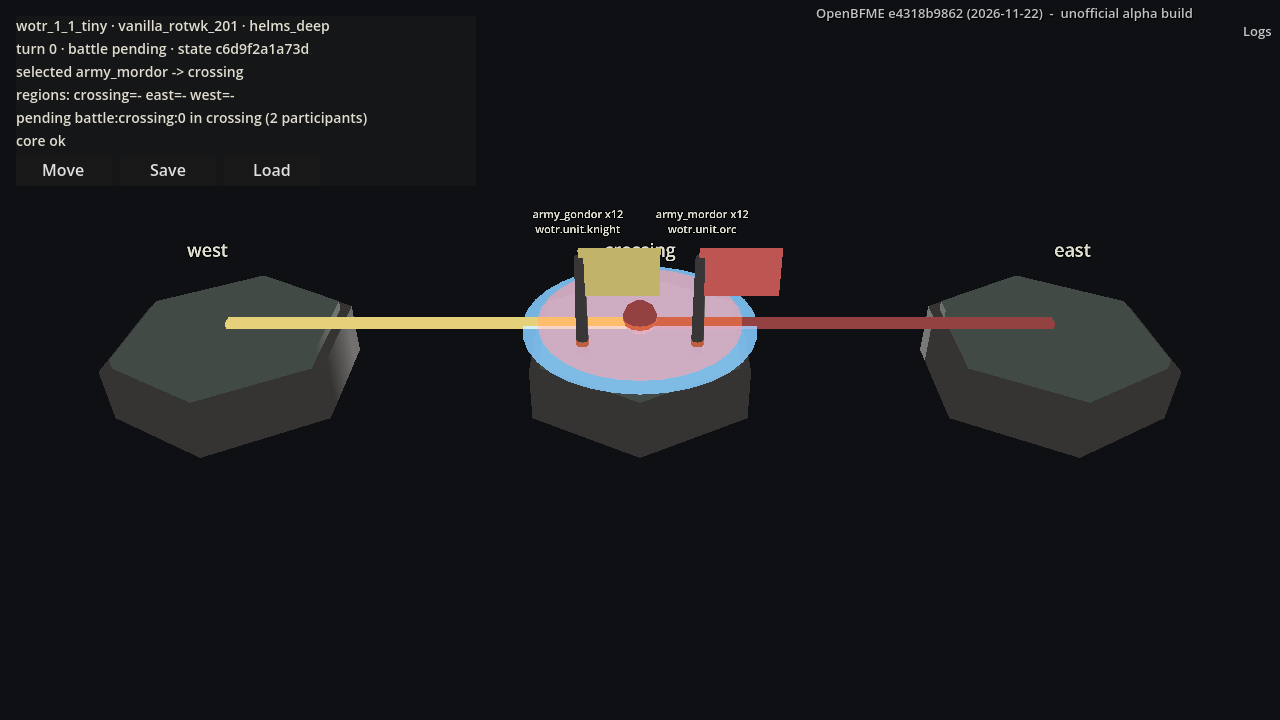 wotr_1_1_tiny · vanilla_rotwk_201 · helms_deep
turn 0 · battle pending · state c6d9f2a1a73d
selected army_mordor -> crossing
regions: crossing=- east=- west=-
pending battle:crossing:0 in crossing (2 participants)
core ok
Move Save Load
OpenBFME e4318b9862 (2026-11-22) - unofficial alpha build
Logs
army_gondor x12
wotr.unit.knight
army_mordor x12
wotr.unit.orc
west
crossing
east